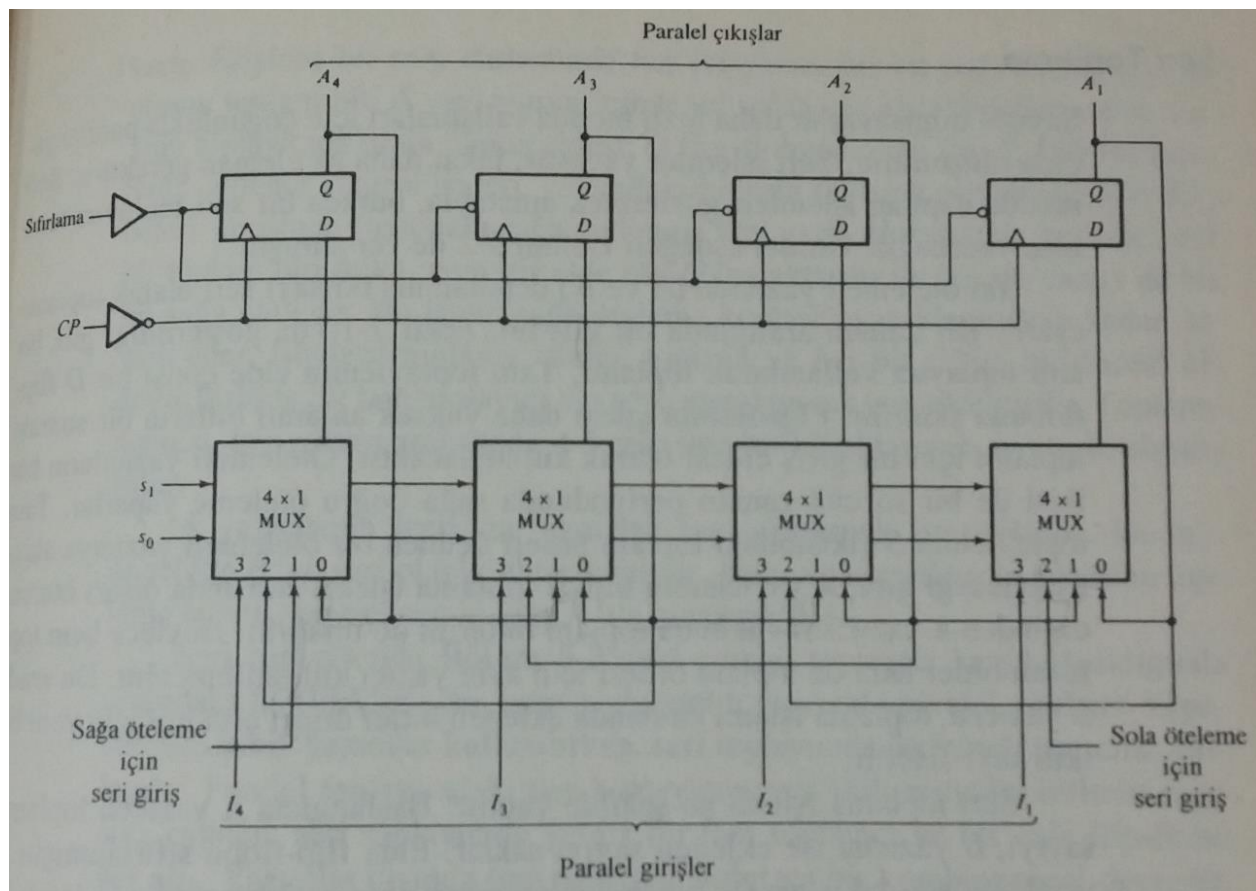 Paralel çıkışlar
A4 A3 A2 A1
Q Q Q Q
Sıfırlama
D D D D
CP
s1
4 x 1 4 x 1 4 x 1 4 x 1
MUX MUX MUX MUX
s0
3 2 1 0 3 2 1 0 3 2 1 0 3 2 1 0
Sağa öteleme
için
seri giriş
Sola öteleme
için
seri giriş
I4 I3 I2 I1
Paralel girişler